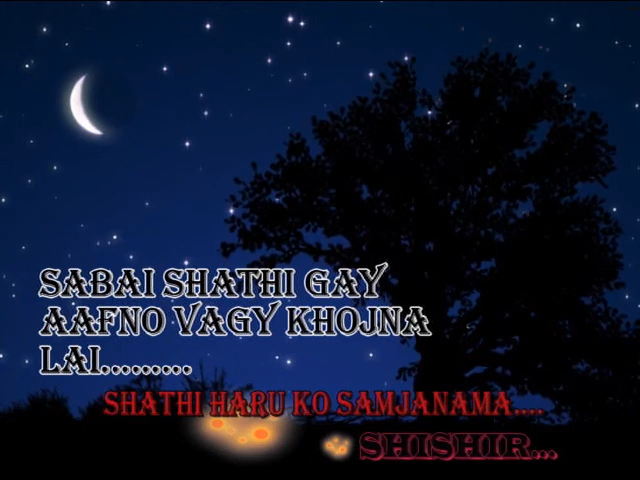 SABAI SHATHI GAY
AAFNO VAGY KHOJNA
LAI.........
SHATHI HARU KO SAMJANAMA....
SHISHIR...